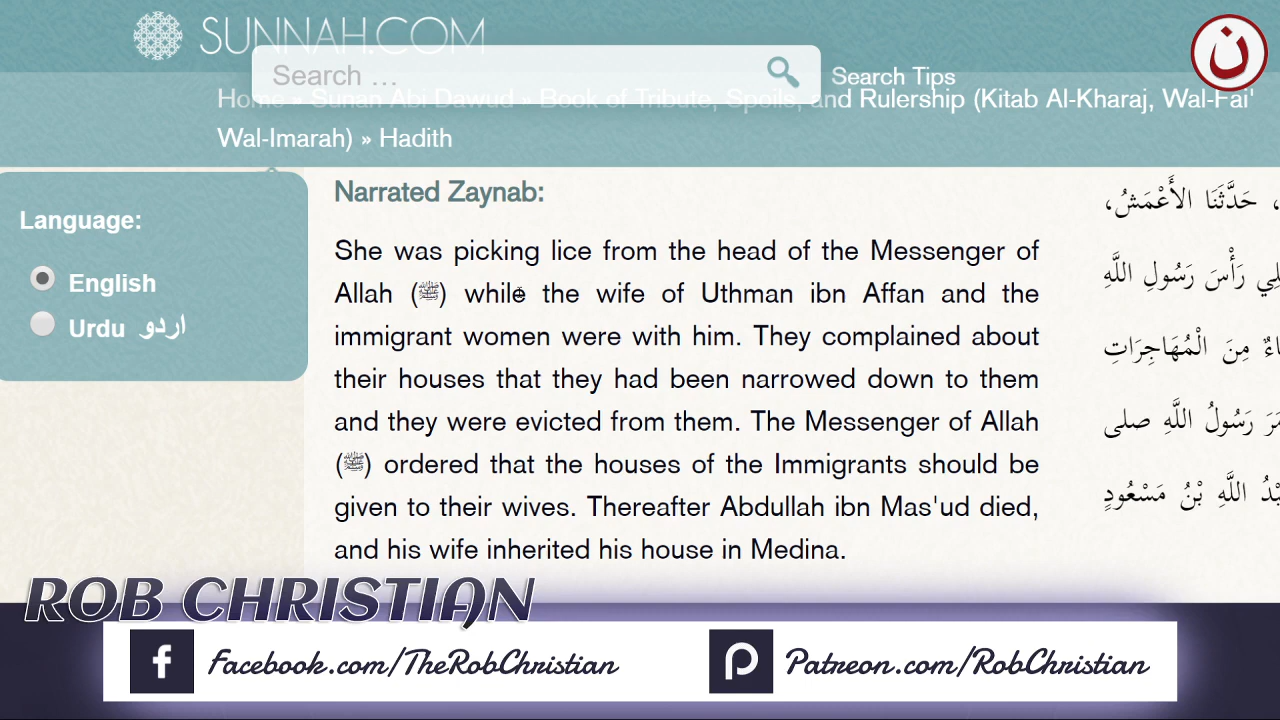 SUNNAH.COM
Search …
Search Tips
Home » Sunan Abi Dawud » Book of Tribute, Spoils, and Rulership (Kitab Al-Kharaj, Wal-Fai'
Wal-Imarah) » Hadith
ن
Language:
English
Urdu اردو
Narrated Zaynab:
She was picking lice from the head of the Messenger of
Allah (ﷺ) while the wife of Uthman ibn Affan and the
immigrant women were with him. They complained about
their houses that they had been narrowed down to them
and they were evicted from them. The Messenger of Allah
(ﷺ) ordered that the houses of the Immigrants should be
given to their wives. Thereafter Abdullah ibn Mas'ud died,
and his wife inherited his house in Medina.
، حَدَّثَنَا الأَعْمَشُ،
رَأْسَ رَسُولِ اللَّهِ
مِنَ الْمُهَاجِرَاتِ
رَسُولُ اللَّهِ صلى
اللَّهِ بْنُ مَسْعُودٍ
ROB CHRISTIAN
Facebook.com/TheRobChristian
Patreon.com/RobChristian